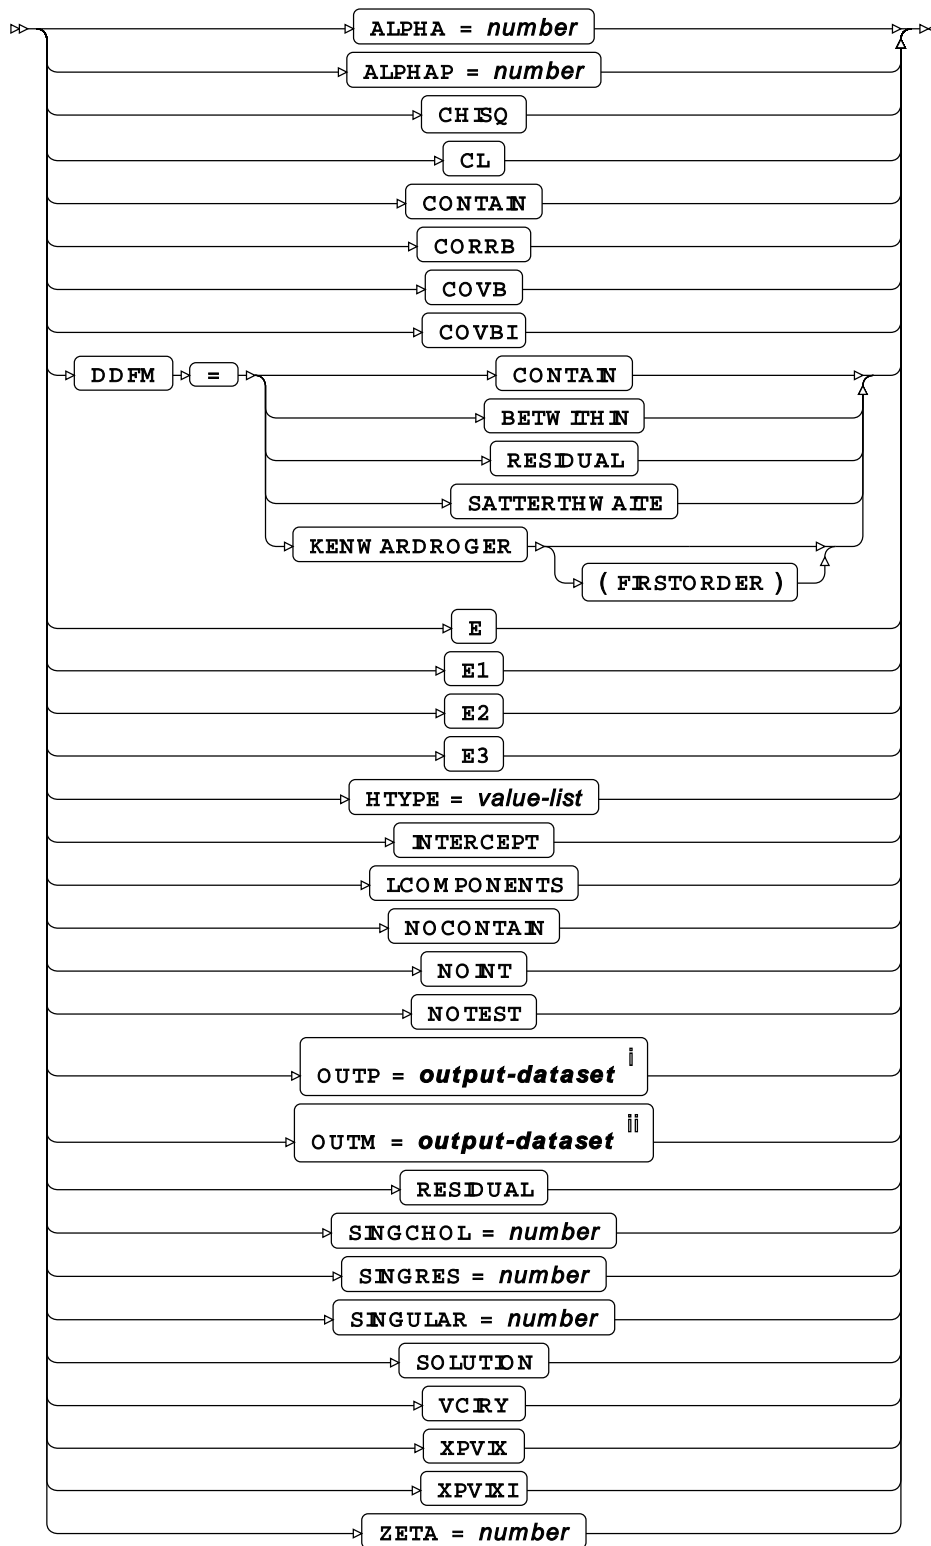 ALPHA = number
ALPHAP = number
CHISQ
CL
CONTAIN
CORRB
COVB
COVBI
DDFM = CONTAIN
BETWITHIN
RESIDUAL
SATTERTHWAITE
KENWARDROGER
( FIRSTORDER )
E
E1
E2
E3
HTYPE = value-list
INTERCEPT
LCOMPONENTS
NOCONTAIN
NOINT
NOTEST
OUTP = output-dataset i
OUTM = output-dataset ii
RESIDUAL
SINGCHOL = number
SINGRES = number
SINGULAR = number
SOLUTION
VCIRY
XPVIX
XPVIXI
ZETA = number